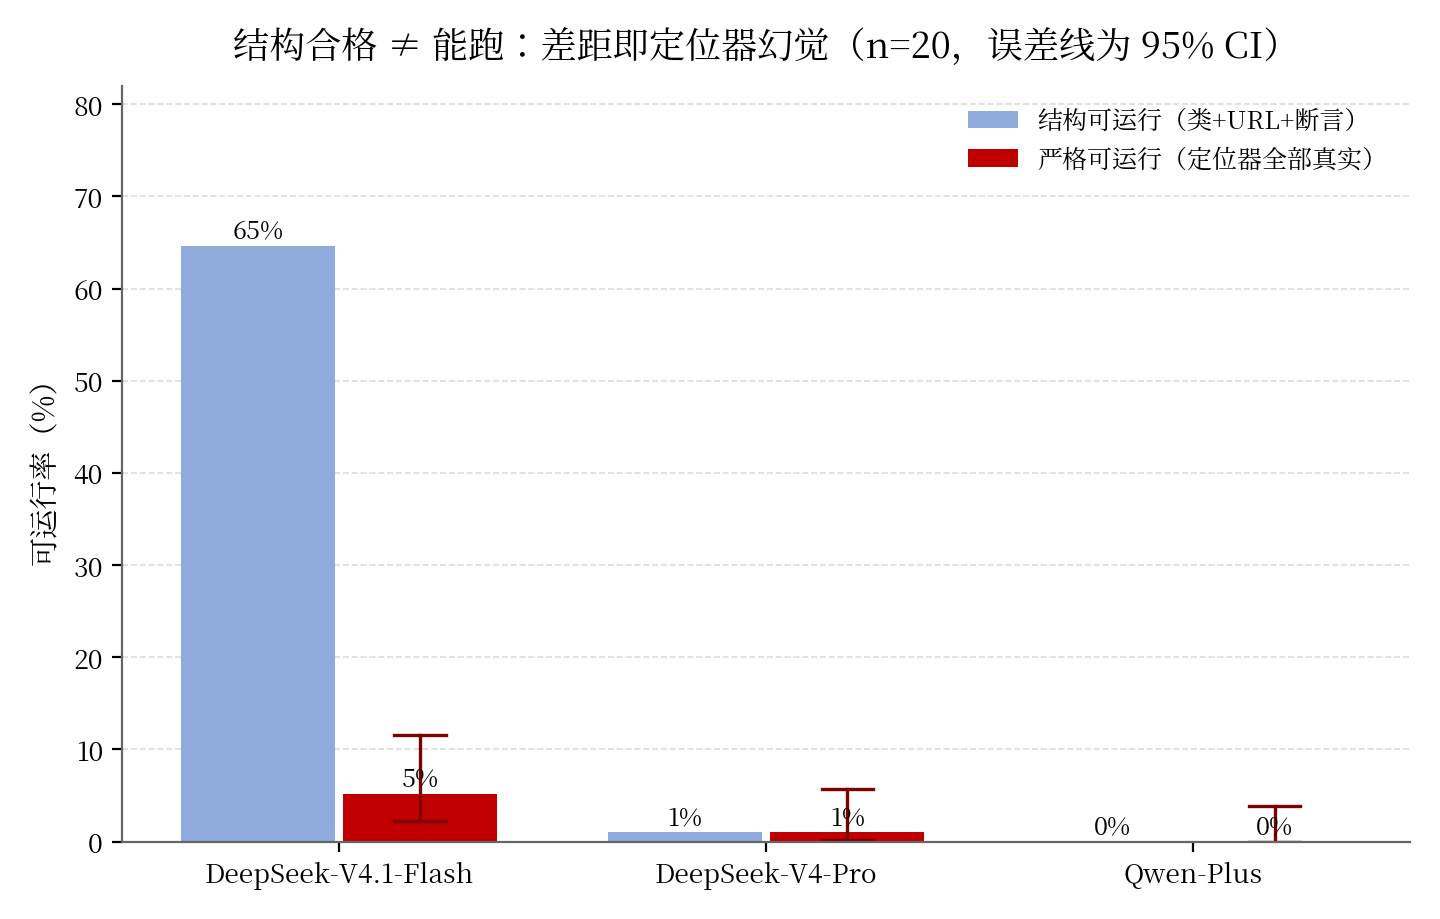 结构合格 ≠ 能跑：差距即定位器幻觉（n=20，误差线为 95% CI）
结构可运行（类+URL+断言）
严格可运行（定位器全部真实）
可运行率（%）
80
70
60
50
40
30
20
10
0
65%
5%
1%
1%
0%
0%
DeepSeek-V4.1-Flash
DeepSeek-V4-Pro
Qwen-Plus